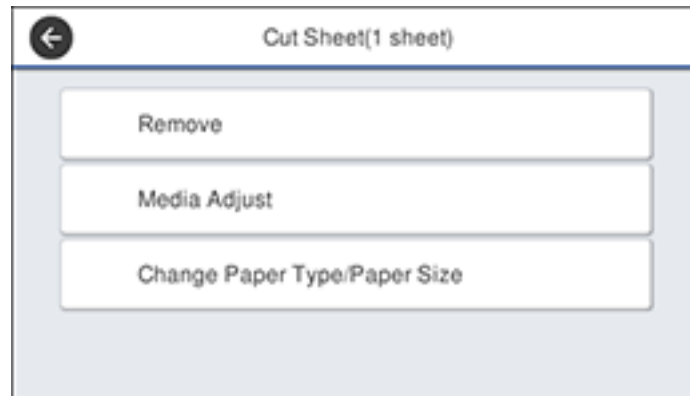 Cut Sheet(1 sheet)
Remove
Media Adjust
Change Paper Type/Paper Size